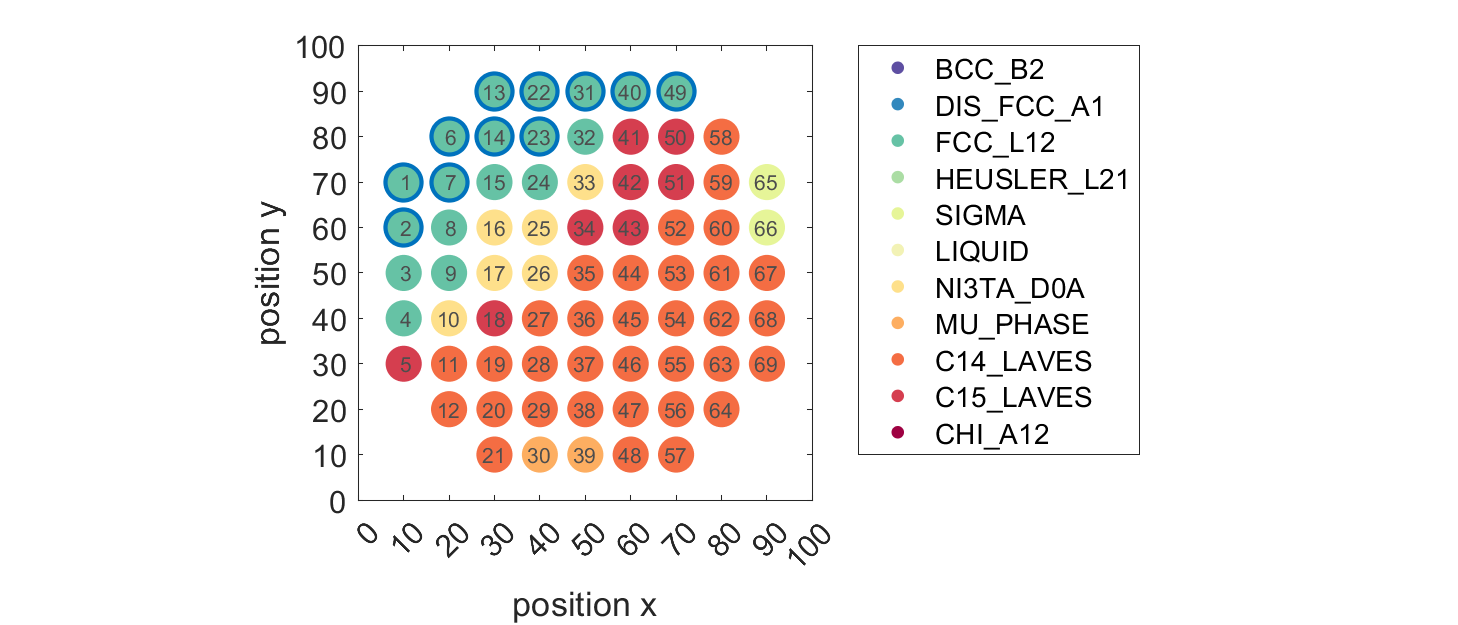 100
90 13 22 31 40 49
80 6 14 23 32 41 50 58
70 1 7 15 24 33 42 51 59 65
60 2 8 16 25 34 43 52 60 66
50 3 9 17 26 35 44 53 61 67
40 4 10 18 27 36 45 54 62 68
30 5 11 19 28 37 46 55 63 69
20 12 20 29 38 47 56 64
10 21 30 39 48 57
0
0 10 20 30 40 50 60 70 80 90 100
position x
position y
BCC_B2
DIS_FCC_A1
FCC_L12
HEUSLER_L21
SIGMA
LIQUID
NI3TA_D0A
MU_PHASE
C14_LAVES
C15_LAVES
CHI_A12